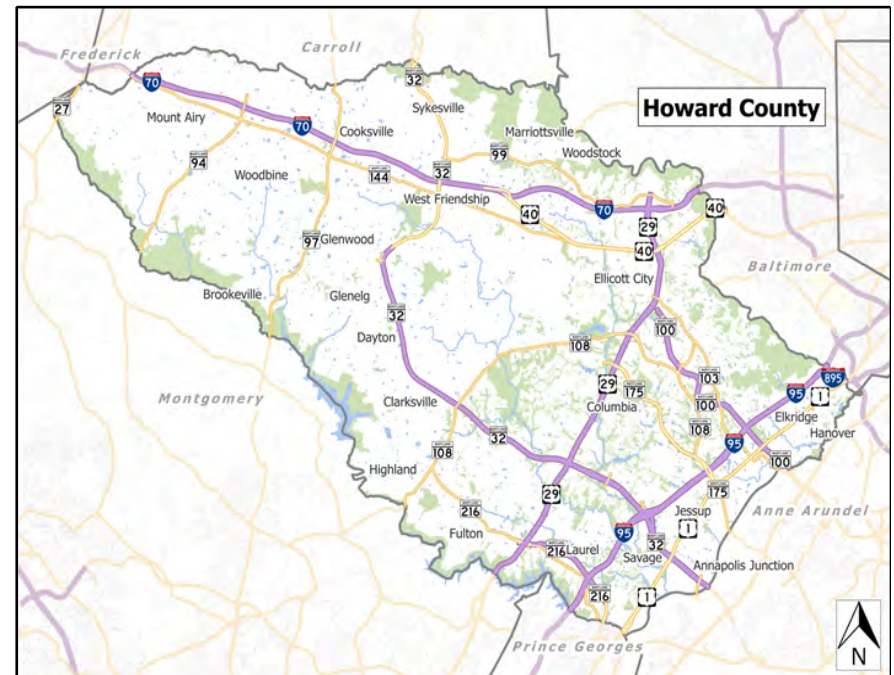 Carroll
Frederick
Howard County
70
32
27
Sykesville
Mount Airy
70
Cooksville
Marriottsville
99
Woodstock
94
Woodbine
144
32
West Friendship
40
70
40
29
97
Glenwood
40
Ellicott City
Baltimore
Brookeville
Glenelg
32
Dayton
108
100
103
895
29
175
95
1
Montgomery
Clarksville
Columbia
100
Elkridge
108
Hanover
32
95
108
100
Highland
29
175
Anne Arundel
216
Jessup
1
Fulton
95
216
Laurel
32
Savage
Annapolis Junction
216
1
Prince Georges
N